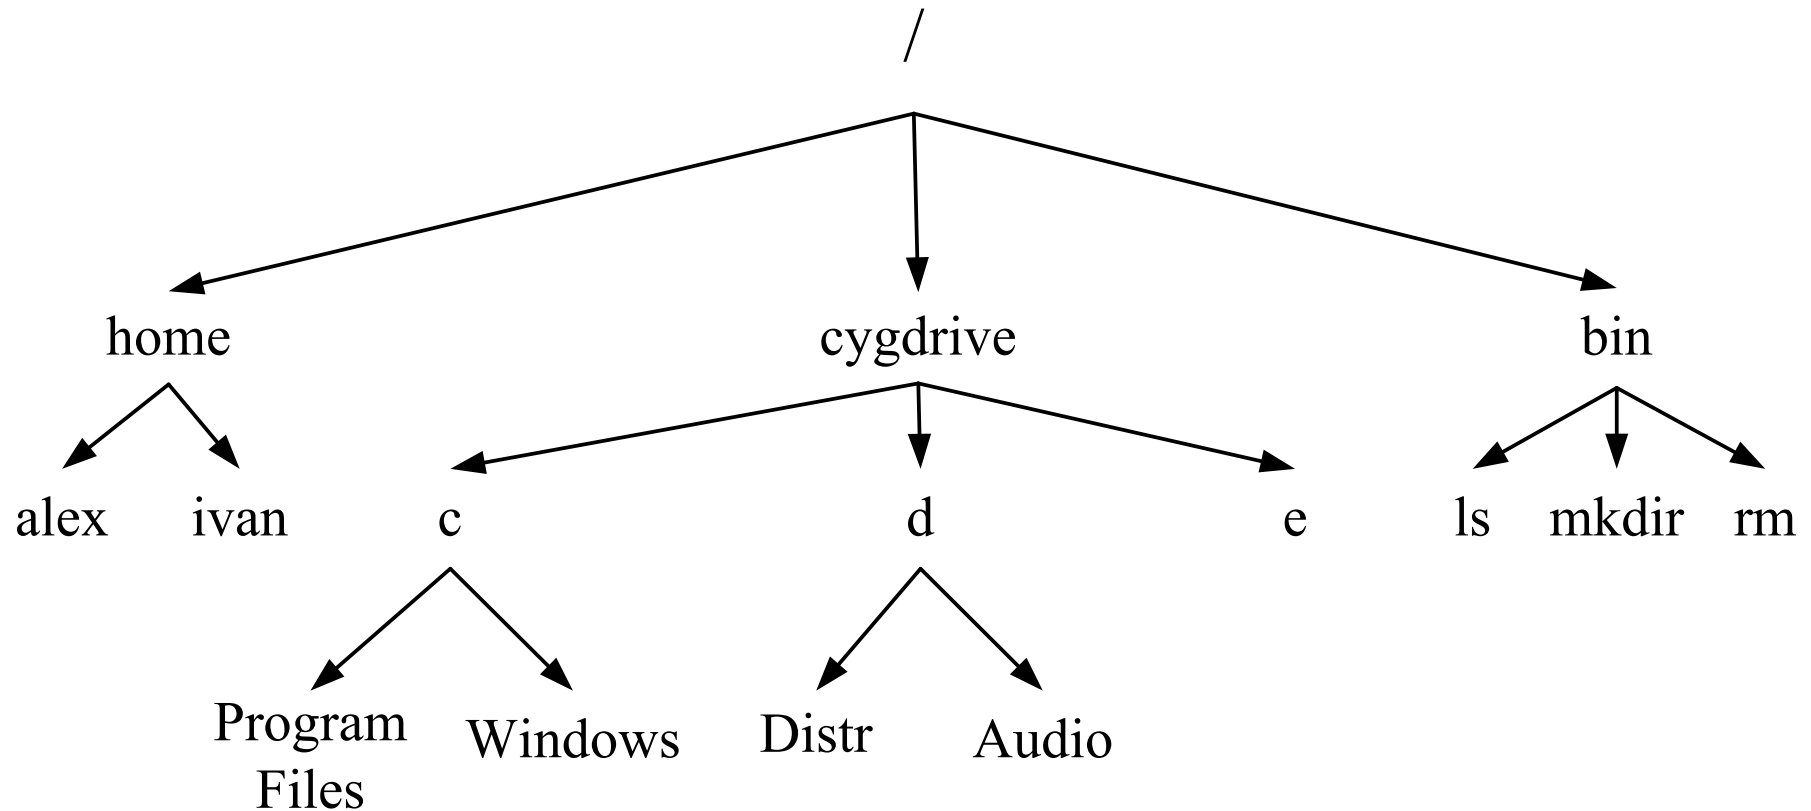 /
home cygdrive bin
alex ivan c d e ls mkdir rm
Program
Files
Windows Distr Audio